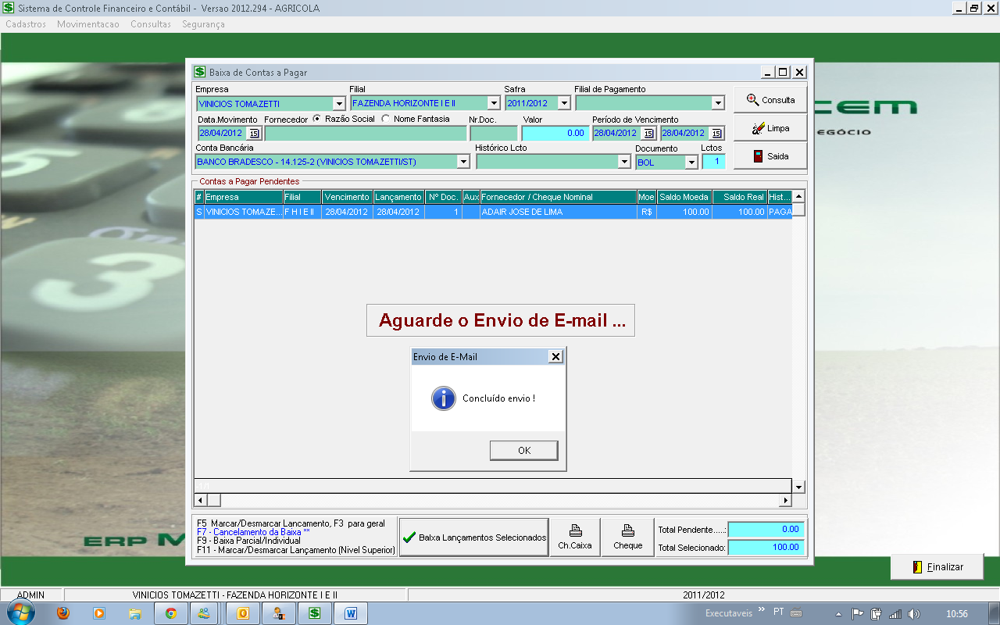 Sistema de Controle Financeiro e Contábil - Versao 2012.294 - AGRICOLA
Cadastros Movimentacao Consultas Segurança
Baixa de Contas a Pagar
Empresa Filial Safra Filial de Pagamento
VINICIOS TOMAZETTI FAZENDA HORIZONTE I E II 2011/2012
Consulta
Data.Movimento Fornecedor Razão Social Nome Fantasia Nr.Doc. Valor Período de Vencimento
28/04/2012 15 0.00 28/04/2012 15 28/04/2012 15
Limpa
Conta Bancária Histórico Lcto Documento Lctos
BANCO BRADESCO - 14.125-2 (VINICIOS TOMAZETTI/ST) BOL 1
Saida
CEM
EGÓCIO
Contas a Pagar Pendentes
# Empresa Filial Vencimento Lançamento Nº Doc. Aux Fornecedor / Cheque Nominal Moe Saldo Moeda Saldo Real Hist...
S VINICIOS TOMAZE... F H I E II 28/04/2012 28/04/2012 1 ADAIR JOSE DE LIMA R$ 100.00 100.00 PAGA
Aguarde o Envio de E-mail ...
Envio de E-Mail
Concluído envio !
OK
-1/1
F5 Marcar/Desmarcar Lancamento, F3 para geral
F7 - Cancelamento da Baixa **
F9 - Baixa Parcial/Individual
F11 - Marcar/Desmarcar Lançamento (Nivel Superior)
Baixa Lançamentos Selecionados
Ch.Caixa
Cheque
Total Pendente.....: 0.00
Total Selecionado: 100.00
ERP M
Finalizar
ADMIN VINICIOS TOMAZETTI - FAZENDA HORIZONTE I E II 2011/2012
Executaveis » PT 10:56